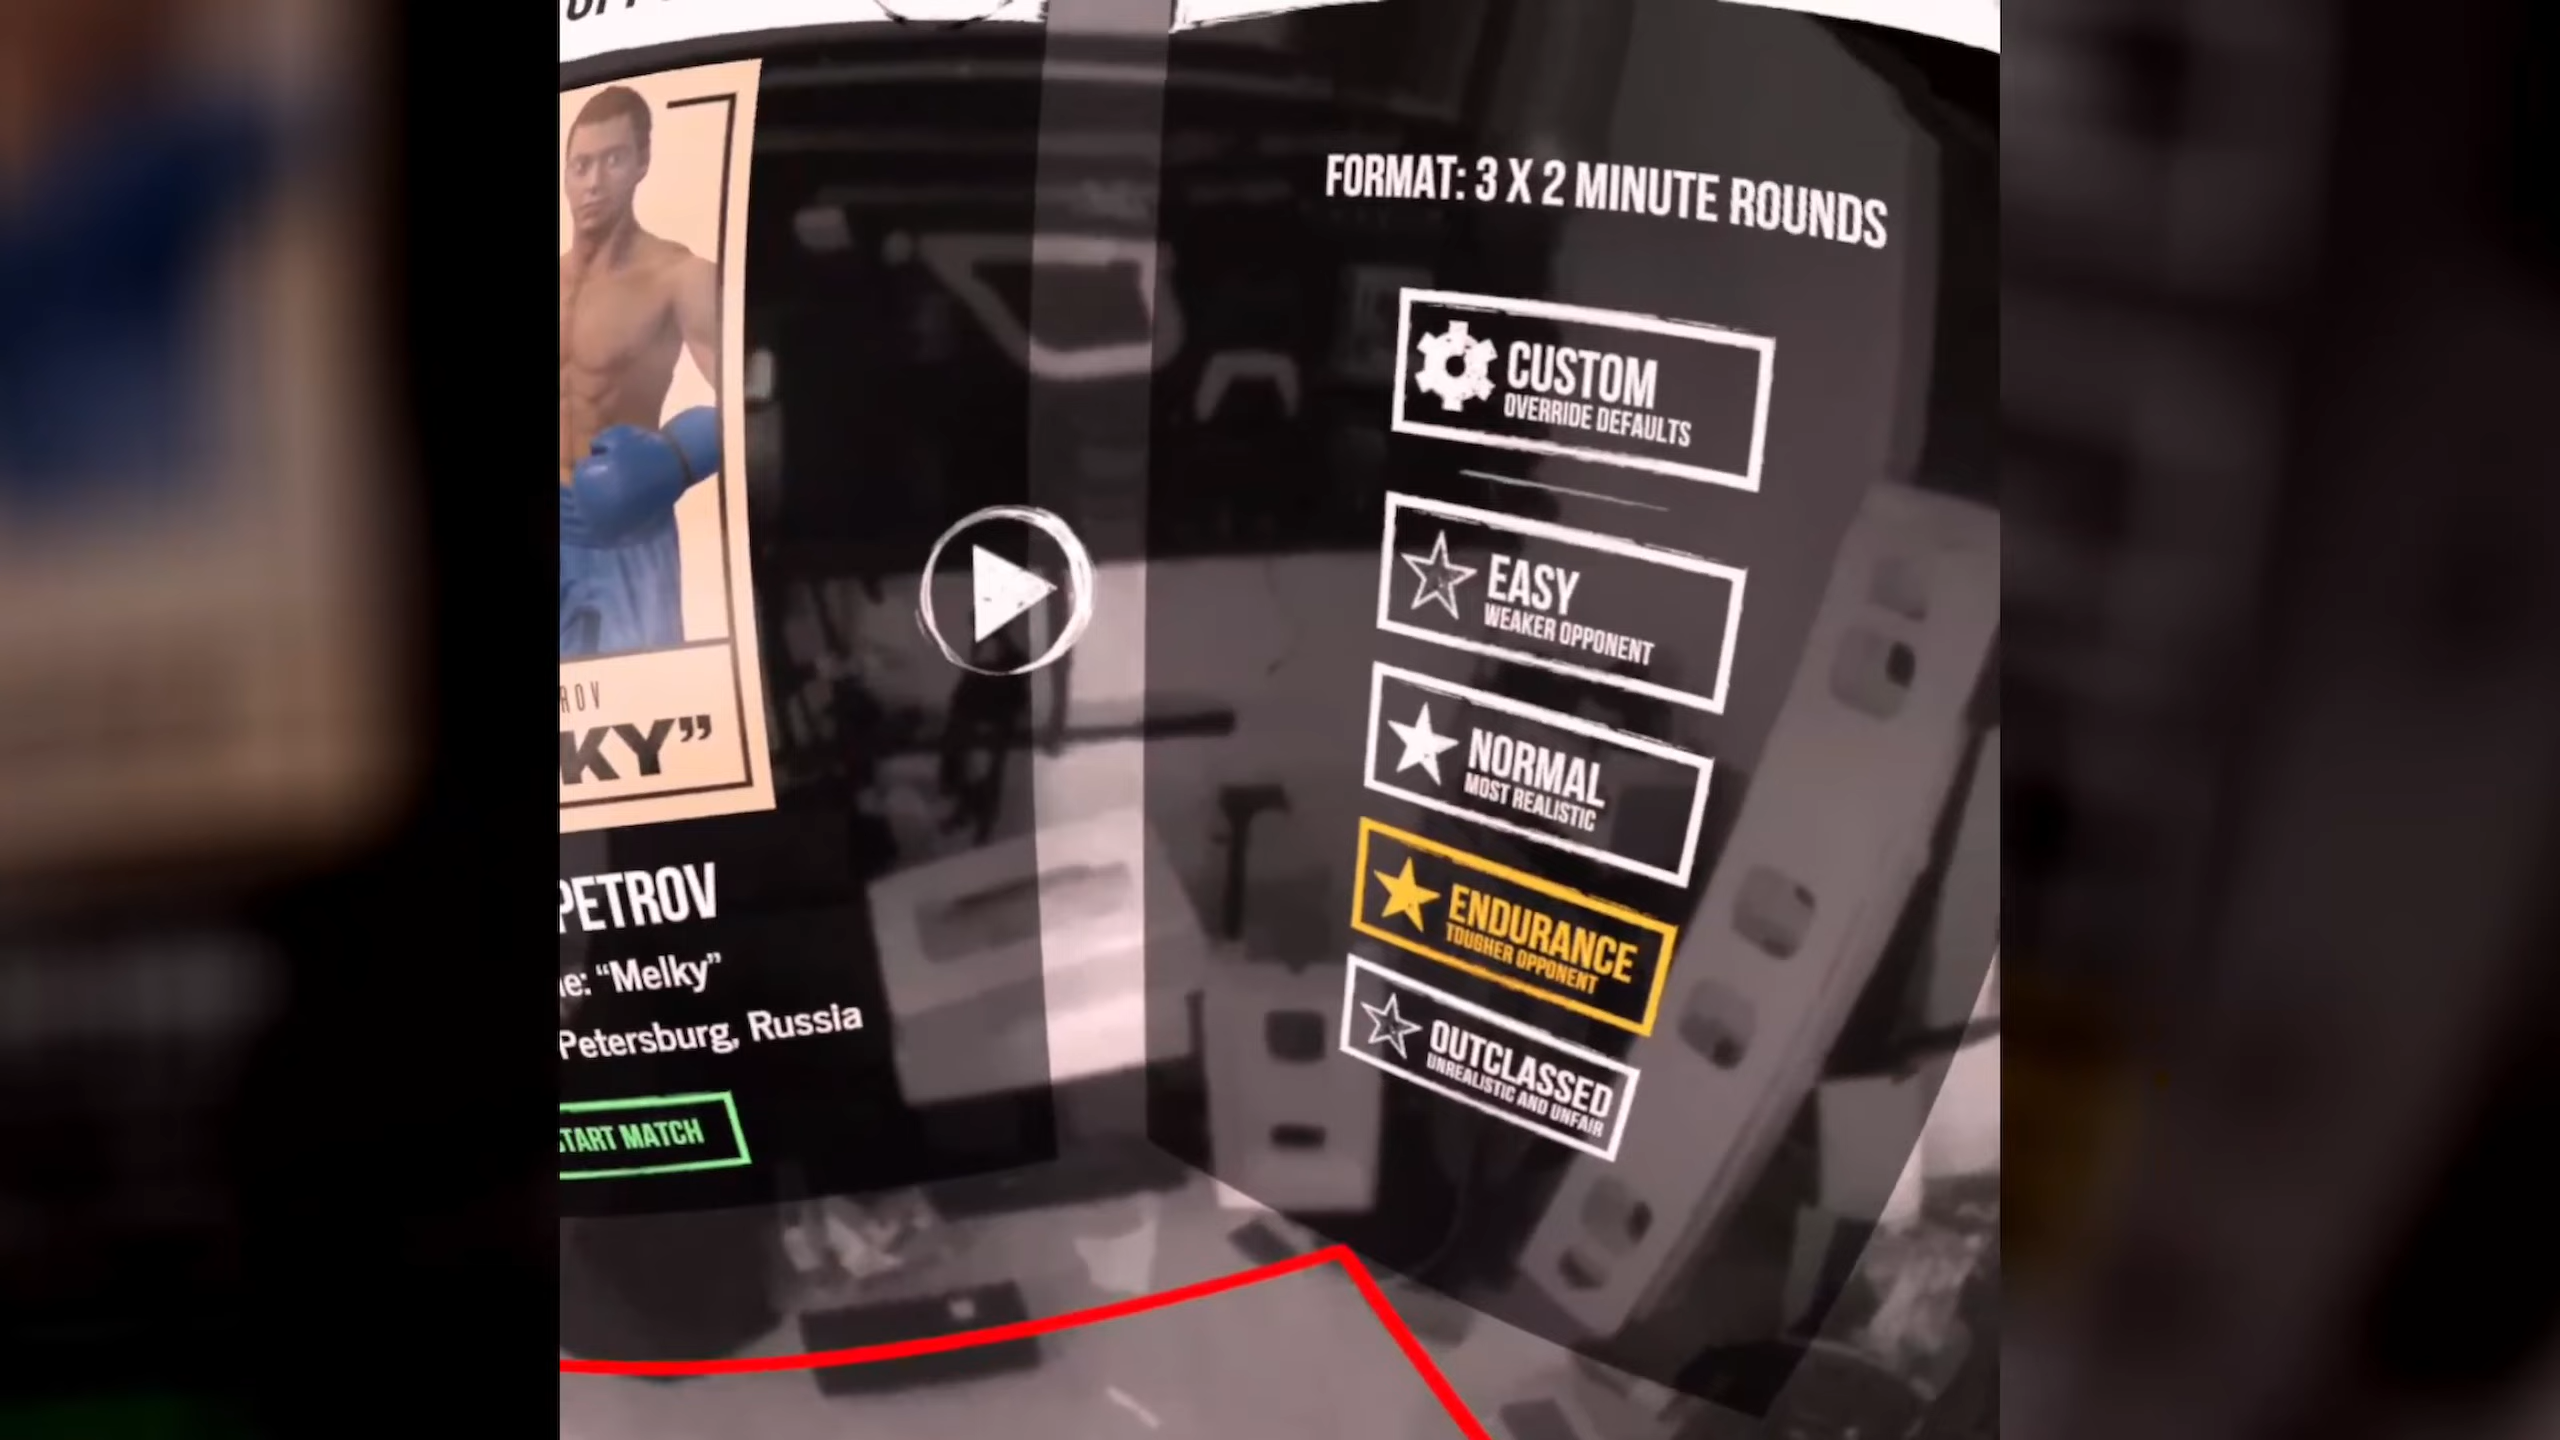 ROV
KY”
PETROV
e: “Melky”
Petersburg, Russia
START MATCH
FORMAT: 3 X 2 MINUTE ROUNDS
CUSTOM
OVERRIDE DEFAULTS
EASY
WEAKER OPPONENT
NORMAL
MOST REALISTIC
ENDURANCE
TOUGHER OPPONENT
OUTCLASSED
UNREALISTIC AND UNFAIR